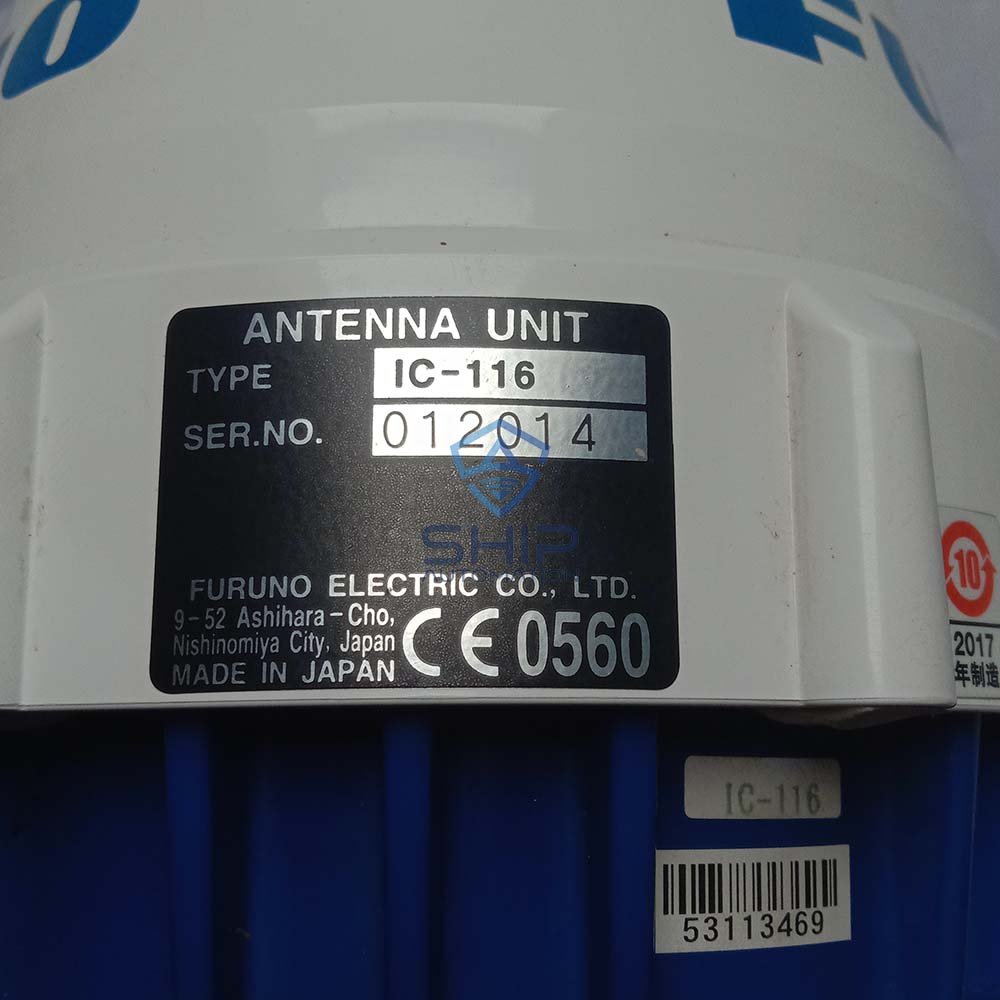 ANTENNA UNIT
TYPE IC-116
SER.NO. 012014
SHIP
FURUNO ELECTRIC CO., LTD.
9-52 Ashihara-Cho,
Nishinomiya City, Japan
MADE IN JAPAN CE 0560
10
2017
年制造
IC-116
53113469